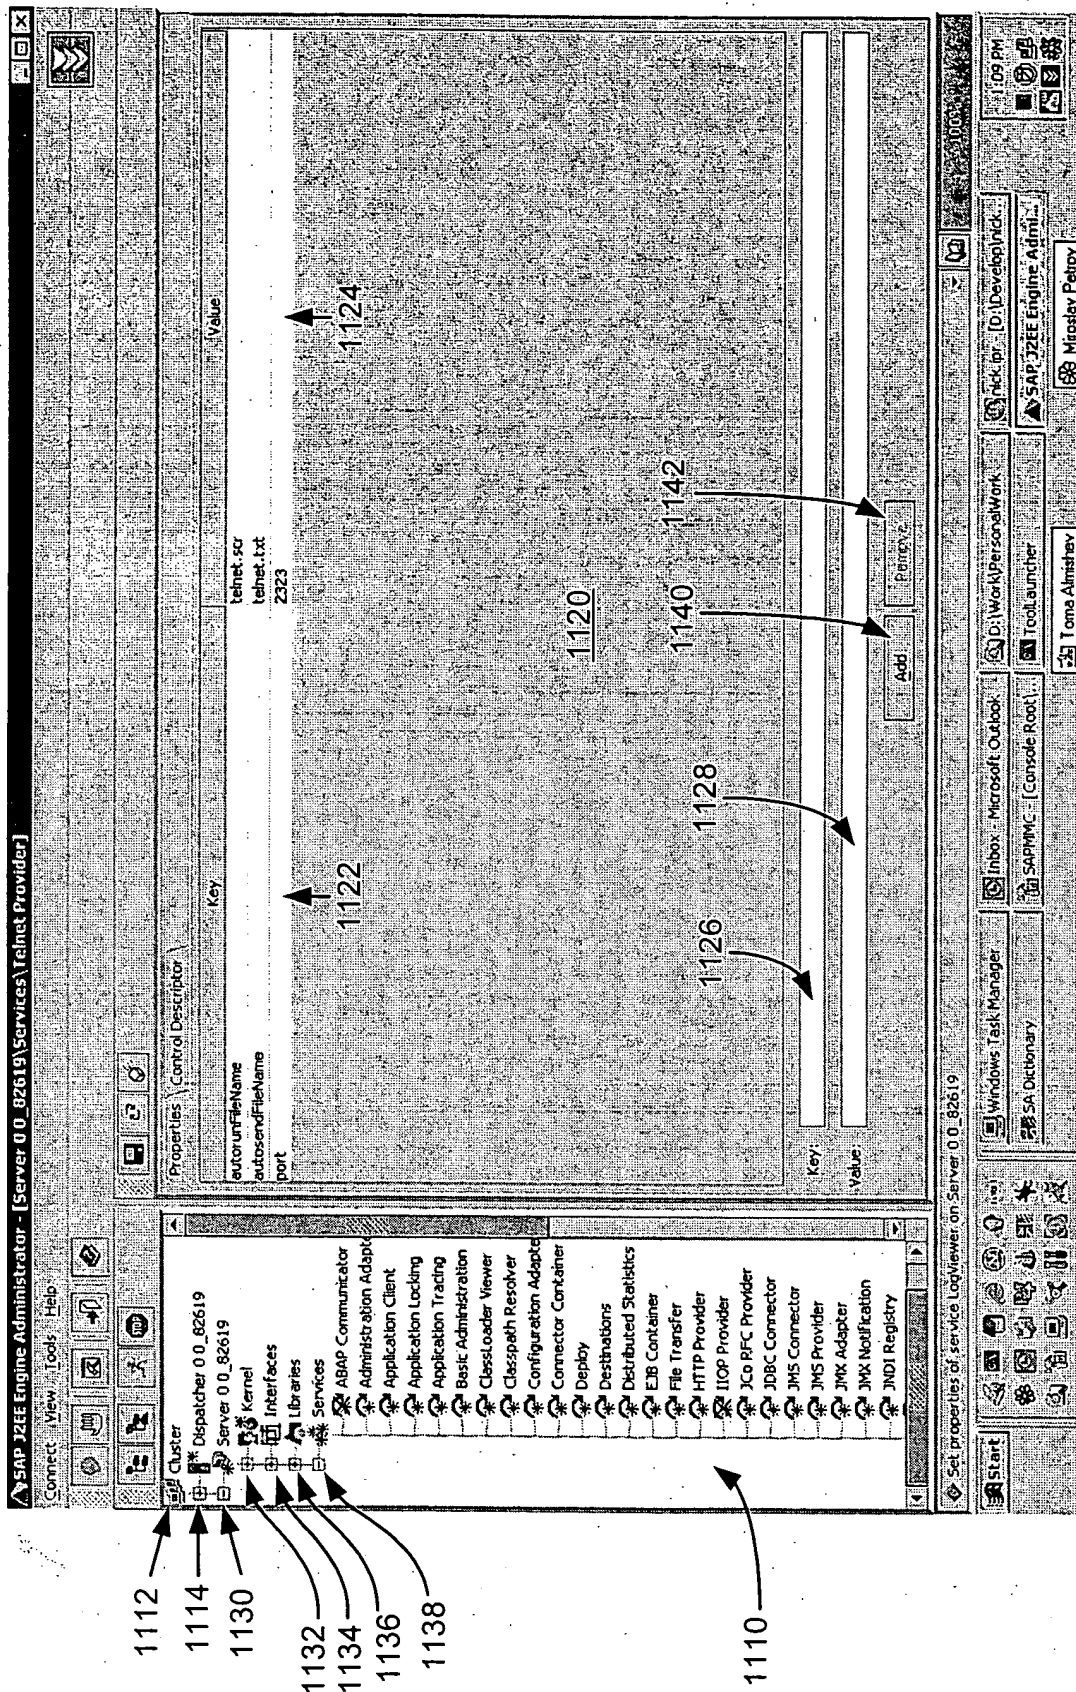 SAP J2EE Engine Administrator - [Server 0 0_82619\Services\Telnet Provider]
Connect View Tools Help
Cluster
Dispatcher 0 0_82619
Server 0 0_82619
Kernel
Interfaces
Libraries
Services
ABAP Communicator
Administration Adapte
Application Client
Application Locking
Application Tracing
Basic Administration
ClassLoader Viewer
Classpath Resolver
Configuration Adapte
Connector Container
Deploy
Destinations
Distributed Statistics
EJB Container
File Transfer
HTTP Provider
IIOP Provider
JCo RFC Provider
JDBC Connector
JMS Connector
JMS Provider
JMX Adapter
JMX Notification
JNDI Registry
Properties Control Descriptor
Key Value
autorunFileName telnet.scr
autosendFileName telnet.txt
port 2323
Key:
Value:
Add Remove
Set properties of service LogViewer on Server 0 0_82619
100%
Start
Windows Task Manager
Inbox - Microsoft Outlook
D:\Work\PersonalWork
nick.ipr - [D:\Develop\nick...
1:09 PM
SA Dictionary
SAPMMC - [Console Root\...
ToolLauncher
SAP J2EE Engine Admi...
Toma Almishev
Miroslav Petrov
1112
1114
1130
1132
1134
1136
1138
1110
1122
1124
1120
1126
1128
1140
1142